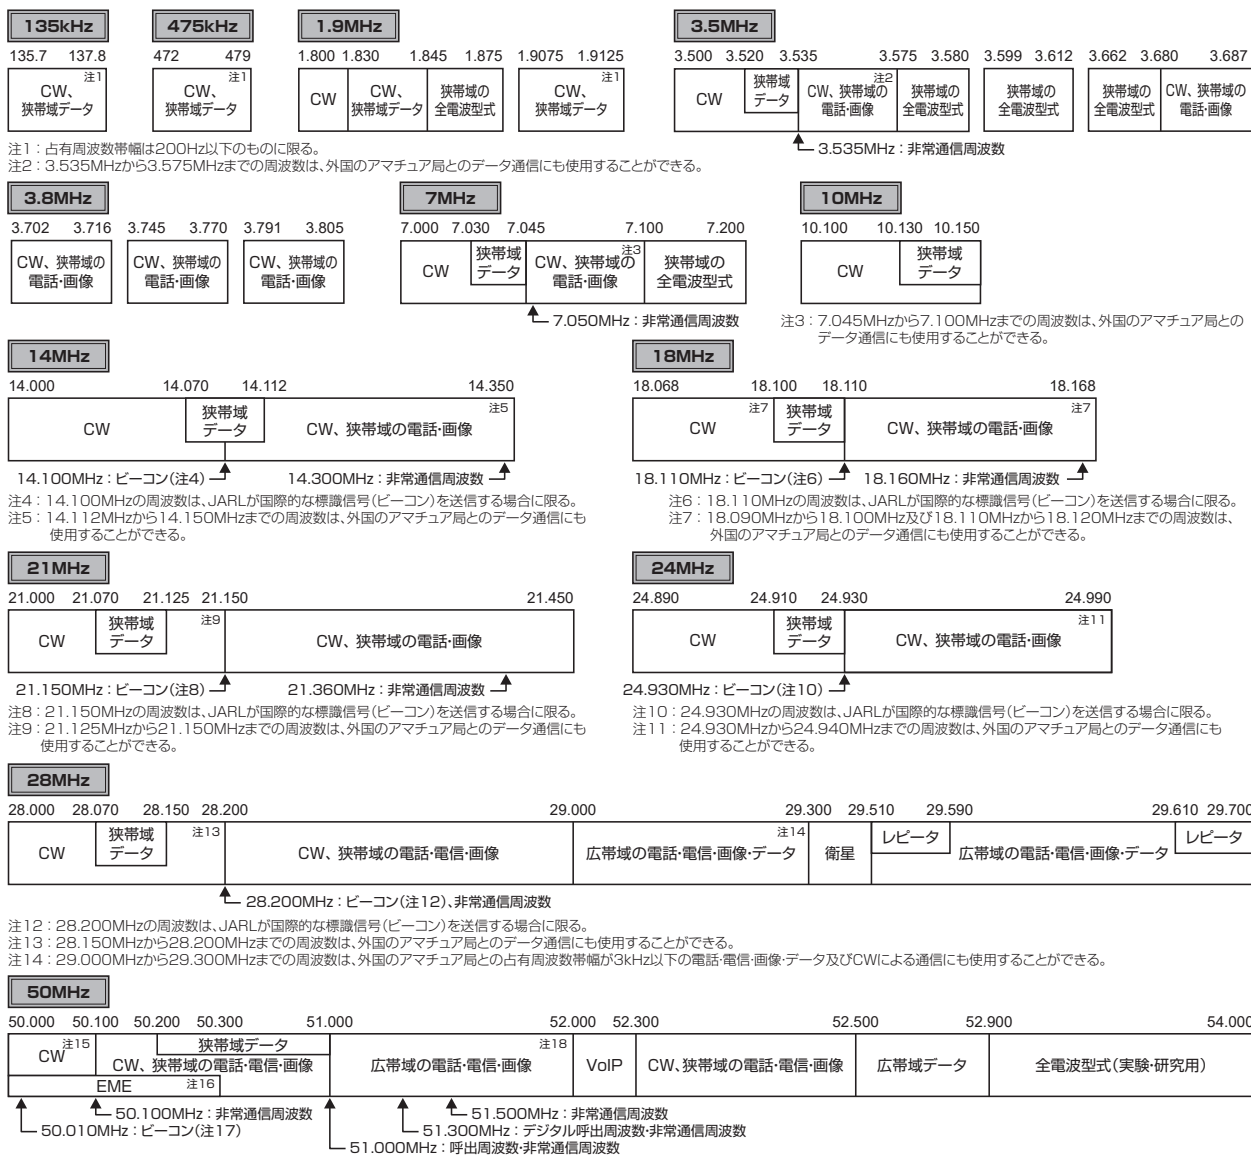 135kHz 475kHz 1.9MHz 3.5MHz
135.7 137.8 472 479 1.800 1.830 1.845 1.875 1.9075 1.9125 3.500 3.520 3.535 3.575 3.580 3.599 3.612 3.662 3.680 3.687
CW、狭帯域データ 注1
CW、狭帯域データ 注1
CW
CW、狭帯域データ
狭帯域の全電波型式
CW、狭帯域データ 注1
CW
狭帯域データ
CW、狭帯域の電話・画像 注2
狭帯域の全電波型式
狭帯域の全電波型式
狭帯域の全電波型式
CW、狭帯域の電話・画像
3.535MHz：非常通信周波数
注1：占有周波数帯幅は200Hz以下のものに限る。
注2：3.535MHzから3.575MHzまでの周波数は、外国のアマチュア局とのデータ通信にも使用することができる。
3.8MHz 7MHz 10MHz
3.702 3.716 3.745 3.770 3.791 3.805 7.000 7.030 7.045 7.100 7.200 10.100 10.130 10.150
CW、狭帯域の電話・画像
CW、狭帯域の電話・画像
CW、狭帯域の電話・画像
CW
狭帯域データ
CW、狭帯域の電話・画像 注3
狭帯域の全電波型式
CW
狭帯域データ
7.050MHz：非常通信周波数
注3：7.045MHzから7.100MHzまでの周波数は、外国のアマチュア局との
データ通信にも使用することができる。
14MHz 18MHz
14.000 14.070 14.112 14.350 18.068 18.100 18.110 18.168
CW
狭帯域データ
CW、狭帯域の電話・画像 注5
CW 注7
狭帯域データ
CW、狭帯域の電話・画像 注7
14.100MHz：ビーコン(注4) 14.300MHz：非常通信周波数
18.110MHz：ビーコン(注6) 18.160MHz：非常通信周波数
注4：14.100MHzの周波数は、JARLが国際的な標識信号(ビーコン)を送信する場合に限る。
注5：14.112MHzから14.150MHzまでの周波数は、外国のアマチュア局とのデータ通信にも
使用することができる。
注6：18.110MHzの周波数は、JARLが国際的な標識信号(ビーコン)を送信する場合に限る。
注7：18.090MHzから18.100MHz及び18.110MHzから18.120MHzまでの周波数は、
外国のアマチュア局とのデータ通信にも使用することができる。
21MHz 24MHz
21.000 21.070 21.125 21.150 21.450 24.890 24.910 24.930 24.990
CW
狭帯域データ
注9
CW、狭帯域の電話・画像
CW
狭帯域データ
CW、狭帯域の電話・画像 注11
21.150MHz：ビーコン(注8) 21.360MHz：非常通信周波数
24.930MHz：ビーコン(注10)
注8：21.150MHzの周波数は、JARLが国際的な標識信号(ビーコン)を送信する場合に限る。
注9：21.125MHzから21.150MHzまでの周波数は、外国のアマチュア局とのデータ通信にも
使用することができる。
注10：24.930MHzの周波数は、JARLが国際的な標識信号(ビーコン)を送信する場合に限る。
注11：24.930MHzから24.940MHzまでの周波数は、外国のアマチュア局とのデータ通信にも
使用することができる。
28MHz
28.000 28.070 28.150 28.200 29.000 29.300 29.510 29.590 29.610 29.700
CW
狭帯域データ
注13
CW、狭帯域の電話・電信・画像
広帯域の電話・電信・画像・データ 注14
衛星
レピータ
広帯域の電話・電信・画像・データ
レピータ
28.200MHz：ビーコン(注12)、非常通信周波数
注12：28.200MHzの周波数は、JARLが国際的な標識信号(ビーコン)を送信する場合に限る。
注13：28.150MHzから28.200MHzまでの周波数は、外国のアマチュア局とのデータ通信にも使用することができる。
注14：29.000MHzから29.300MHzまでの周波数は、外国のアマチュア局との占有周波数帯幅が3kHz以下の電話・電信・画像・データ及びCWによる通信にも使用することができる。
50MHz
50.000 50.100 50.200 50.300 51.000 52.000 52.300 52.500 52.900 54.000
CW 注15
狭帯域データ
CW、狭帯域の電話・電信・画像
EME 注16
広帯域の電話・電信・画像 注18
VoIP
CW、狭帯域の電話・電信・画像
広帯域データ
全電波型式(実験・研究用)
50.100MHz：非常通信周波数 51.500MHz：非常通信周波数
50.010MHz：ビーコン(注17) 51.300MHz：デジタル呼出周波数・非常通信周波数
51.000MHz：呼出周波数・非常通信周波数